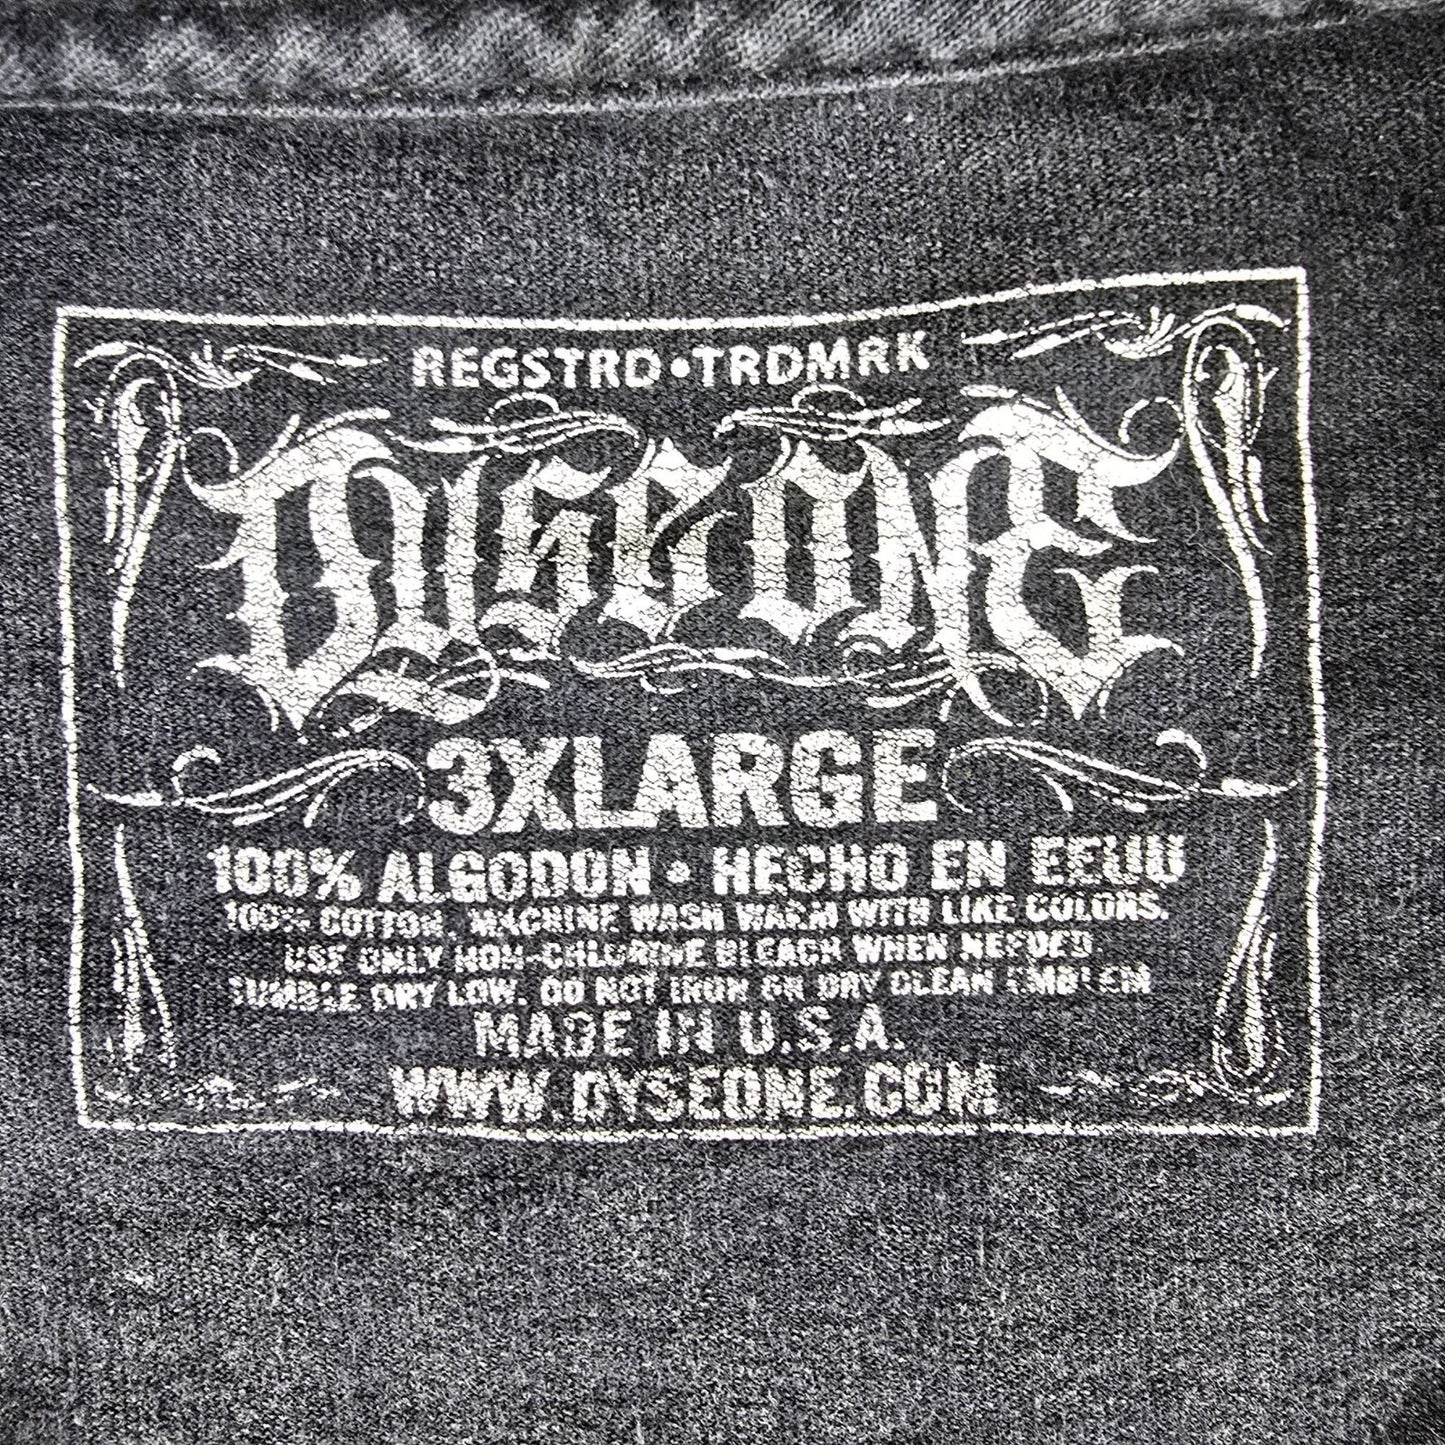 REGSTRD•TRDMRK
DYSEONE
3XLARGE
100% ALGODON • HECHO EN EEUU
100% COTTON. MACHINE WASH WARM WITH LIKE COLORS.
USE ONLY NON-CHLORINE BLEACH WHEN NEEDED.
TUMBLE DRY LOW. DO NOT IRON OR DRY CLEAN EMBLEM
MADE IN U.S.A.
WWW.DYSEONE.COM